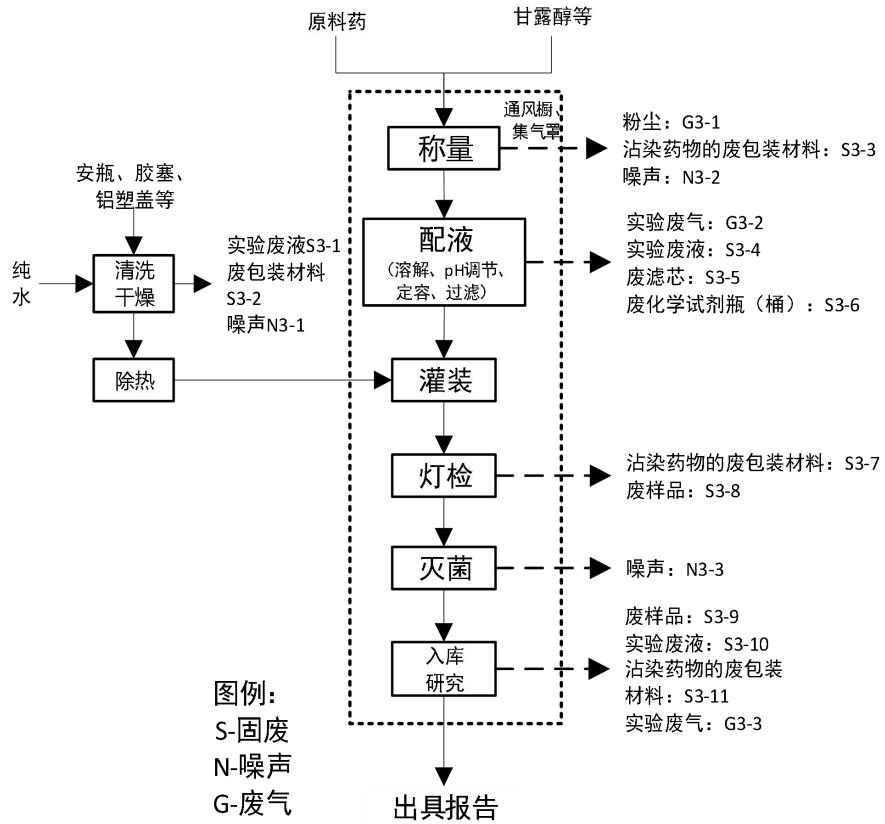 原料药
甘露醇等
通风橱、
集气罩
称量
粉尘：G3-1
沾染药物的废包装材料：S3-3
噪声：N3-2
安瓶、胶塞、
铝塑盖等
纯
水
清洗
干燥
实验废液S3-1
废包装材料
S3-2
噪声N3-1
配液
（溶解、pH调节、
定容、过滤）
实验废气：G3-2
实验废液：S3-4
废滤芯：S3-5
废化学试剂瓶（桶）：S3-6
除热
灌装
灯检
沾染药物的废包装材料：S3-7
废样品：S3-8
灭菌
噪声：N3-3
入库
研究
废样品：S3-9
实验废液：S3-10
沾染药物的废包装
材料：S3-11
实验废气：G3-3
图例：
S-固废
N-噪声
G-废气
出具报告